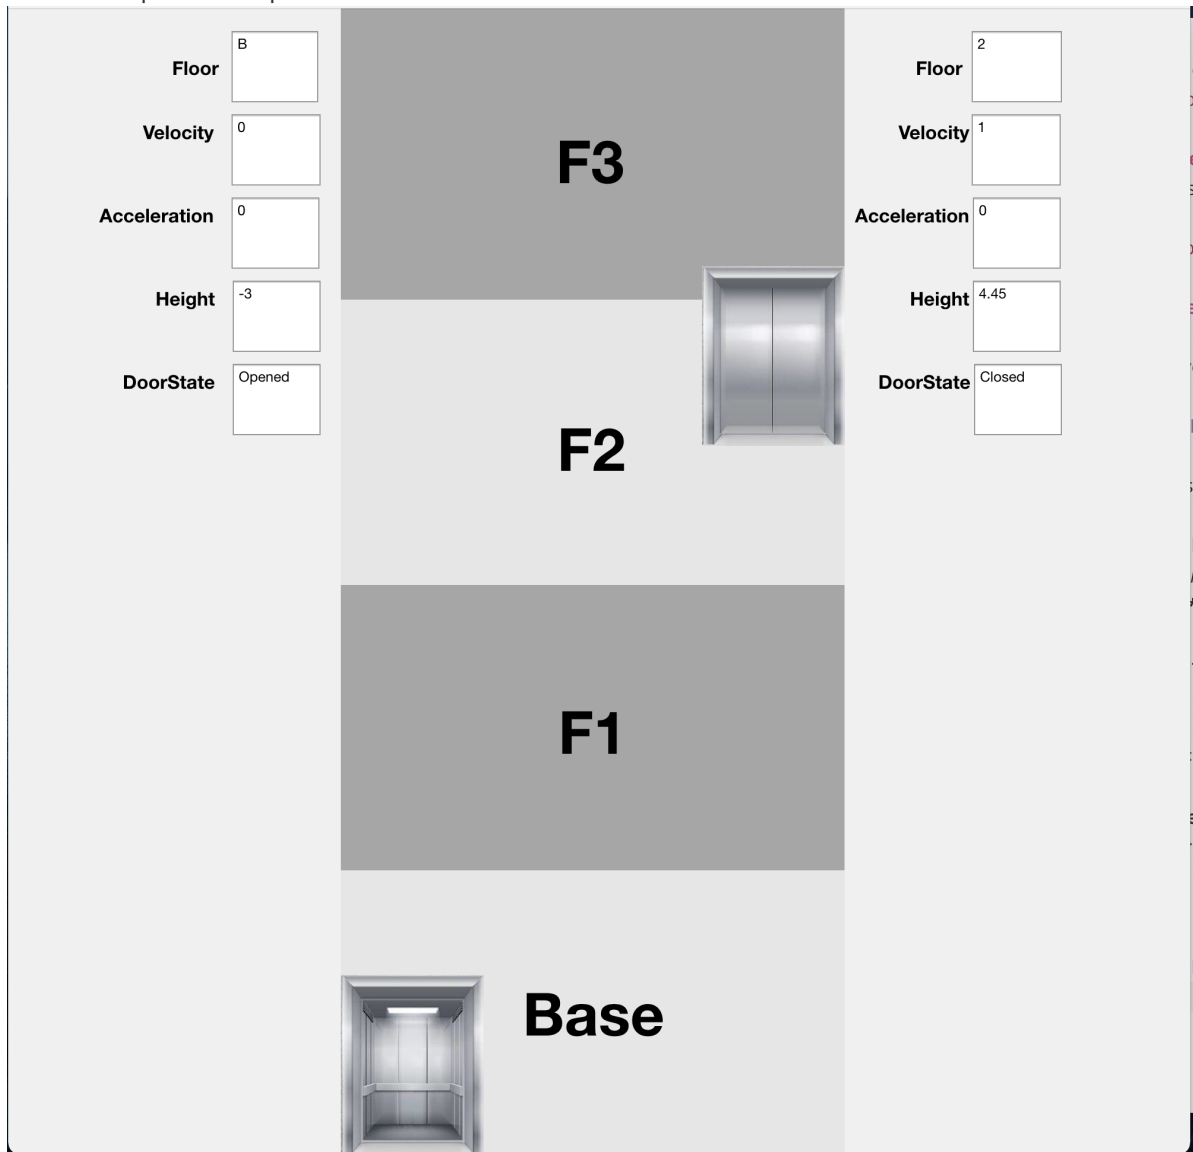 Floor
B
Velocity
0
Acceleration
0
Height
-3
DoorState
Opened
F3
F2
F1
Base
Floor
2
Velocity
1
Acceleration
0
Height
4.45
DoorState
Closed